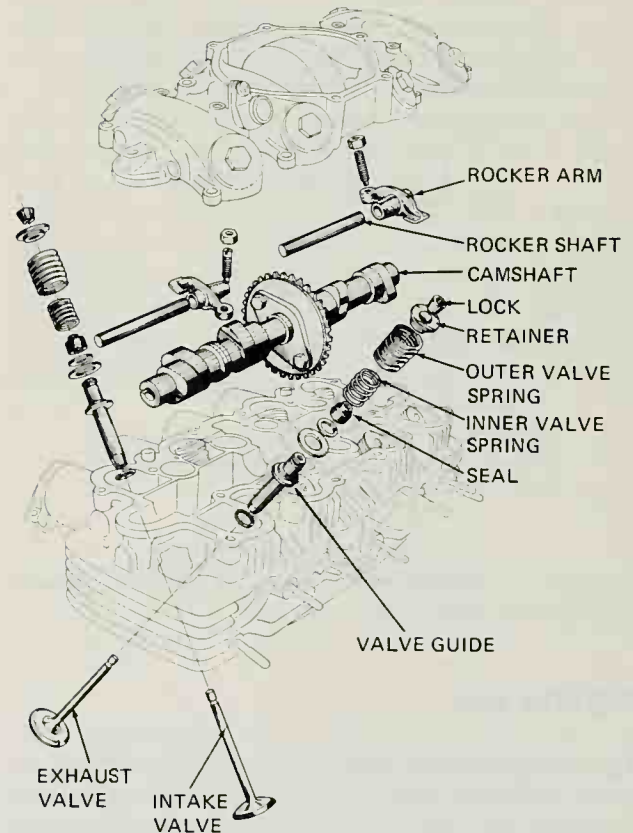 ROCKER ARM
ROCKER SHAFT
CAMSHAFT
LOCK
RETAINER
OUTER VALVE
SPRING
INNER VALVE
SPRING
SEAL
VALVE GUIDE
EXHAUST
VALVE
INTAKE
VALVE